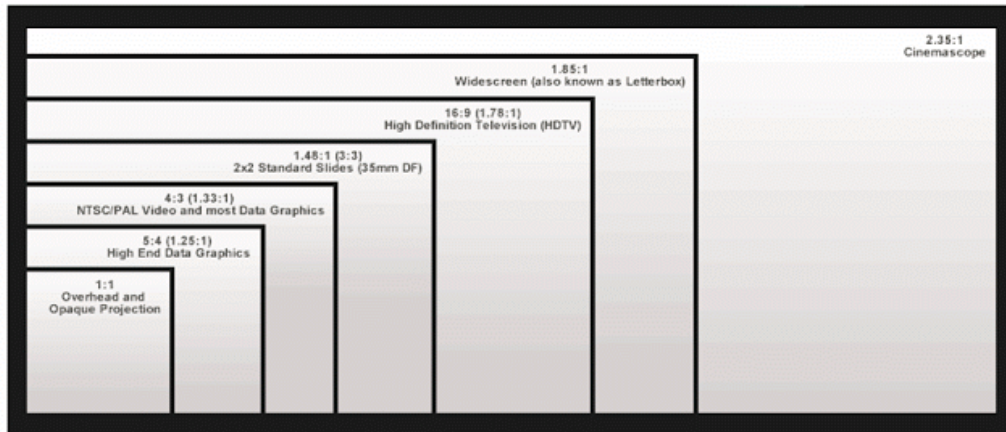 2.35:1
Cinemascope
1.85:1
Widescreen (also known as Letterbox)
16:9 (1.78:1)
High Definition Television (HDTV)
1.48:1 (3:3)
2x2 Standard Slides (35mm DF)
4:3 (1.33:1)
NTSC/PAL Video and most Data Graphics
5:4 (1.25:1)
High End Data Graphics
1:1
Overhead and
Opaque Projection